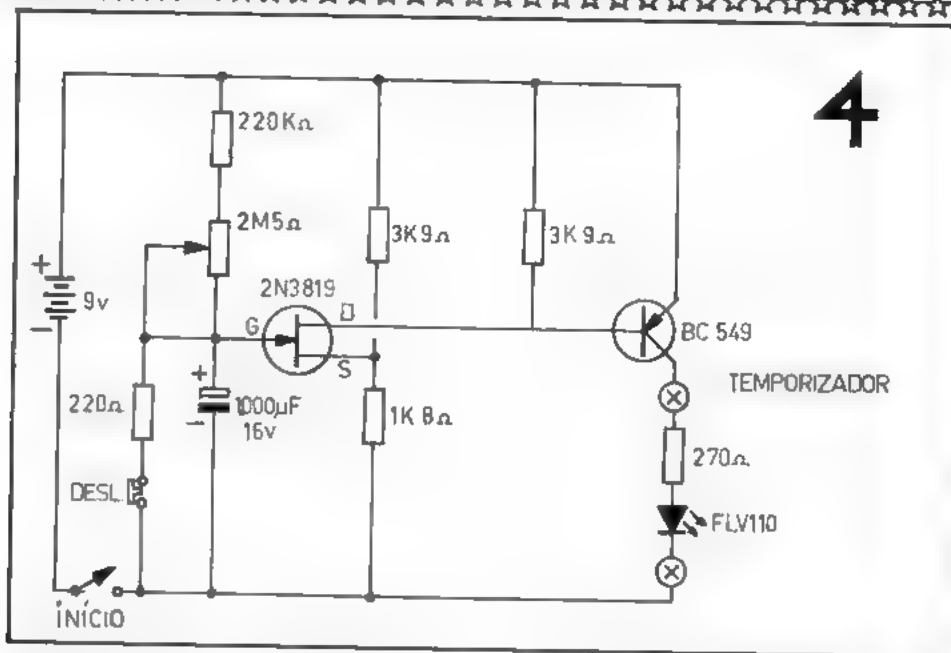 4
220KΩ
2M5Ω
3K9Ω
3K9Ω
+
9v
-
2N3819
G
D
S
BC 549
+
1000µF
16v
-
220Ω
1K8Ω
TEMPORIZADOR
270Ω
DESL.
FLV110
INÍCIO